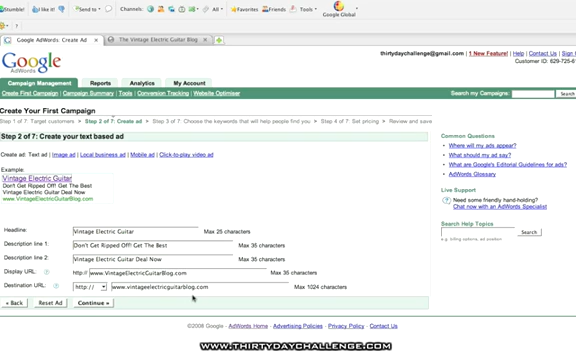 Stumble! I like it! Send to Channels: All Favorites Friends Tools Google Global
Google AdWords: Create Ad The Vintage Electric Guitar Blog
thirtydaychallenge@gmail.com 1 New Feature! Help Contact Us Sign
Customer ID: 629-725-6
Google
AdWords
Campaign Management Reports Analytics My Account
Create First Campaign | Campaign Summary | Tools | Conversion Tracking | Website Optimiser
Search my Campaigns: Search
Create Your First Campaign
Step 1 of 7: Target customers > Step 2 of 7: Create ad > Step 3 of 7: Choose the keywords that will help people find you > Step 4 of 7: Set pricing > Review and save
Step 2 of 7: Create your text based ad
Create ad: Text ad | Image ad | Local business ad | Mobile ad | Click-to-play video ad
Example:
Vintage Electric Guitar
Don't Get Ripped Off! Get The Best
Vintage Electric Guitar Deal Now
www.VintageElectricGuitarBlog.com
Headline: Vintage Electric Guitar Max 25 characters
Description line 1: Don't Get Ripped Off! Get The Best Max 35 characters
Description line 2: Vintage Electric Guitar Deal Now Max 35 characters
Display URL: http:// www.VintageElectricGuitarBlog.com Max 35 characters
Destination URL: http:// www.vintageelectricguitarblog.com Max 1024 characters
« Back Reset Ad Continue »
Common Questions
Where will my ads appear?
What should my ad say?
What are Google's Editorial Guidelines for ads?
AdWords Glossary
Live Support
Need some friendly hand-holding?
Chat now with an AdWords Specialist
Search Help Topics
Search
e.g. billing options, ad position
©2008 Google - AdWords Home - Advertising Policies - Privacy Policy - Contact Us
WWW.THIRTYDAYCHALLENGE.COM